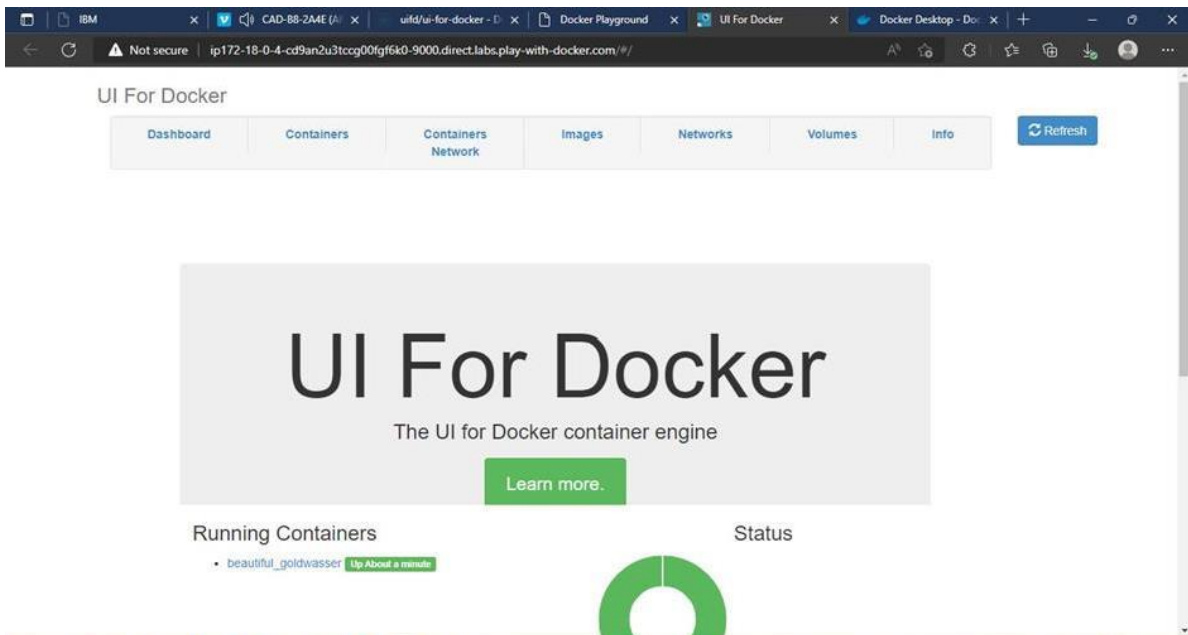 IBM
CAD-B8-2A4E (A
uifd/ui-for-docker - D
Docker Playground
UI For Docker
Docker Desktop - Doc
Not secure | ip172-18-0-4-cd9an2u3tccg00fgf6k0-9000.direct.labs.play-with-docker.com/#/
UI For Docker
Dashboard
Containers
Containers
Network
Images
Networks
Volumes
Info
Refresh
UI For Docker
The UI for Docker container engine
Learn more.
Running Containers
Status
beautiful_goldwasser Up About a minute